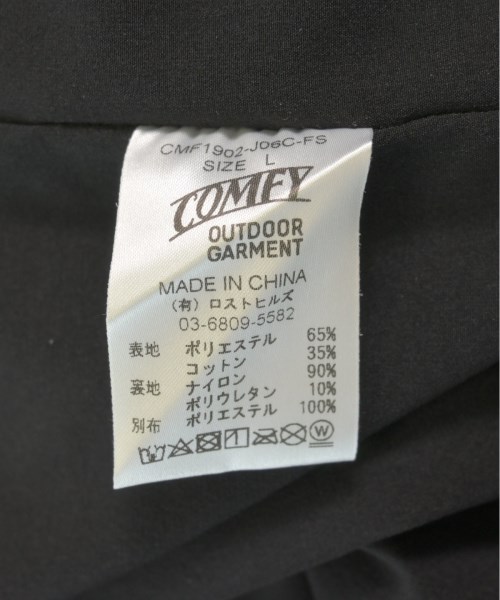 CMF1902-J06C-FS
SIZE L
COMFY
OUTDOOR
GARMENT
MADE IN CHINA
(有) ロストヒルズ
03-6809-5582
表地 ポリエステル 65%
コットン 35%
裏地 ナイロン 90%
ポリウレタン 10%
別布 ポリエステル 100%
W